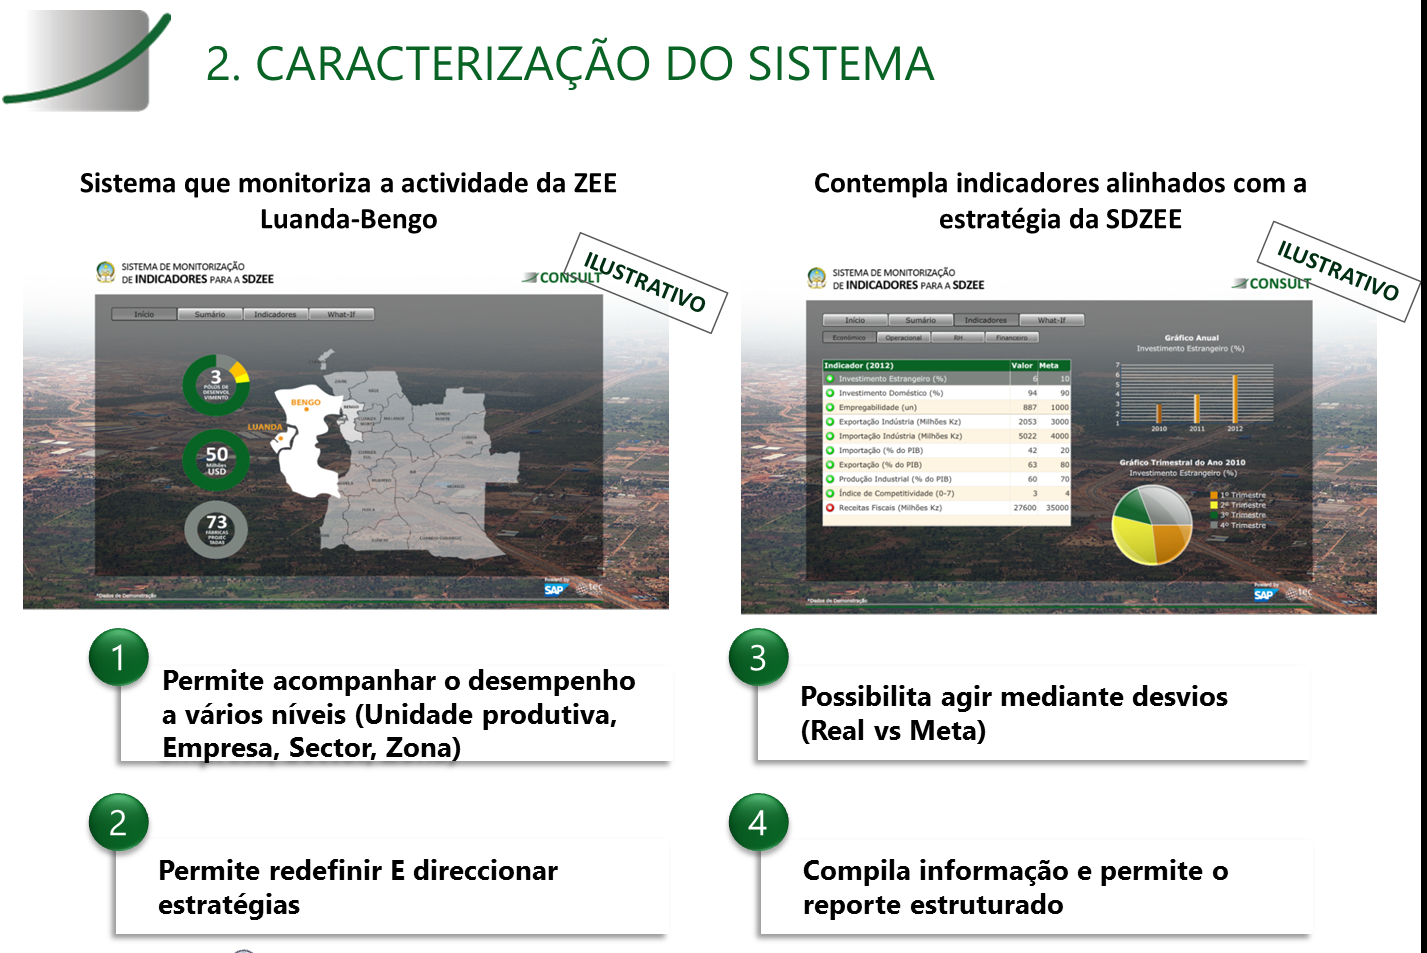 2. CARACTERIZAÇÃO DO SISTEMA
Sistema que monitoriza a actividade da ZEE
Luanda-Bengo
ILUSTRATIVO
SISTEMA DE MONITORIZAÇÃO
DE INDICADORES PARA A SDZEE
CONSULT
Início Sumário Indicadores What-If
3
PÓLOS DE
DESENVOL
VIMENTO
50
Milhões
USD
73
FÁBRICAS
PROJEC
TADAS
BENGO
LUANDA
BENGO
*Dados de Demonstração
Powered by
SAP tec
Contempla indicadores alinhados com a
estratégia da SDZEE
ILUSTRATIVO
SISTEMA DE MONITORIZAÇÃO
DE INDICADORES PARA A SDZEE
CONSULT
Início Sumário Indicadores What-If
Económico Operacional RH Financeiro
Indicador (2012) Valor Meta
Investimento Estrangeiro (%) 6 10
Investimento Doméstico (%) 94 90
Empregabilidade (un) 887 1000
Exportação Indústria (Milhões Kz) 2053 3000
Importação Indústria (Milhões Kz) 5022 4000
Importação (% do PIB) 42 20
Exportação (% do PIB) 63 80
Produção Industrial (% do PIB) 60 70
Índice de Competitividade (0-7) 3 4
Receitas Fiscais (Milhões Kz) 27600 35000
Gráfico Anual
Investimento Estrangeiro (%)
7
6
5
4
3
2
1
2010 2011 2012
Gráfico Trimestral do Ano 2010
Investimento Estrangeiro (%)
1º Trimestre
2º Trimestre
3º Trimestre
4º Trimestre
*Dados de Demonstração
Powered by
SAP tec
1
Permite acompanhar o desempenho
a vários níveis (Unidade produtiva,
Empresa, Sector, Zona)
2
Permite redefinir E direccionar
estratégias
3
Possibilita agir mediante desvios
(Real vs Meta)
4
Compila informação e permite o
reporte estruturado